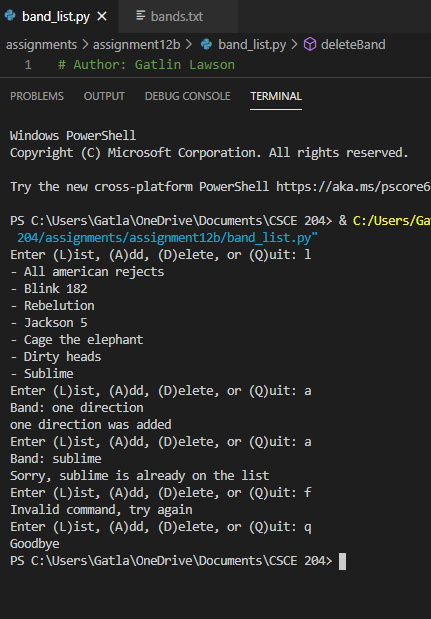 band_list.py
bands.txt
assignments > assignment12b > band_list.py > deleteBand
1 # Author: Gatlin Lawson
PROBLEMS OUTPUT DEBUG CONSOLE TERMINAL
Windows PowerShell
Copyright (C) Microsoft Corporation. All rights reserved.
Try the new cross-platform PowerShell https://aka.ms/pscore6
PS C:\Users\Gatla\OneDrive\Documents\CSCE 204> & C:/Users/Ga
204/assignments/assignment12b/band_list.py"
Enter (L)ist, (A)dd, (D)elete, or (Q)uit: l
- All american rejects
- Blink 182
- Rebelution
- Jackson 5
- Cage the elephant
- Dirty heads
- Sublime
Enter (L)ist, (A)dd, (D)elete, or (Q)uit: a
Band: one direction
one direction was added
Enter (L)ist, (A)dd, (D)elete, or (Q)uit: a
Band: sublime
Sorry, sublime is already on the list
Enter (L)ist, (A)dd, (D)elete, or (Q)uit: f
Invalid command, try again
Enter (L)ist, (A)dd, (D)elete, or (Q)uit: q
Goodbye
PS C:\Users\Gatla\OneDrive\Documents\CSCE 204>